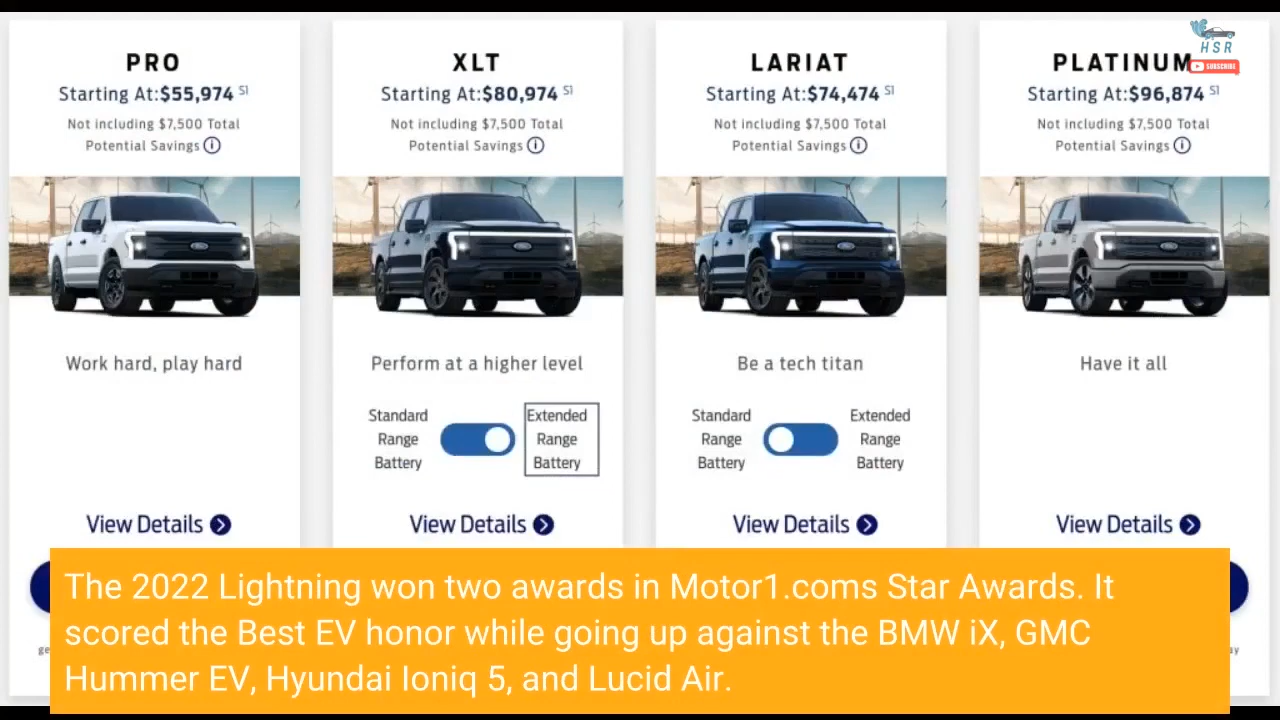 PRO
Starting At:$55,974 S1
Not including $7,500 Total
Potential Savings
Work hard, play hard
View Details
XLT
Starting At:$80,974 S1
Not including $7,500 Total
Potential Savings
Perform at a higher level
Standard
Range
Battery
Extended
Range
Battery
View Details
LARIAT
Starting At:$74,474 S1
Not including $7,500 Total
Potential Savings
Be a tech titan
Standard
Range
Battery
Extended
Range
Battery
View Details
PLATINUM
Starting At:$96,874 S1
Not including $7,500 Total
Potential Savings
Have it all
View Details
HSR
SUBSCRIBE
The 2022 Lightning won two awards in Motor1.coms Star Awards. It
scored the Best EV honor while going up against the BMW iX, GMC
Hummer EV, Hyundai Ioniq 5, and Lucid Air.